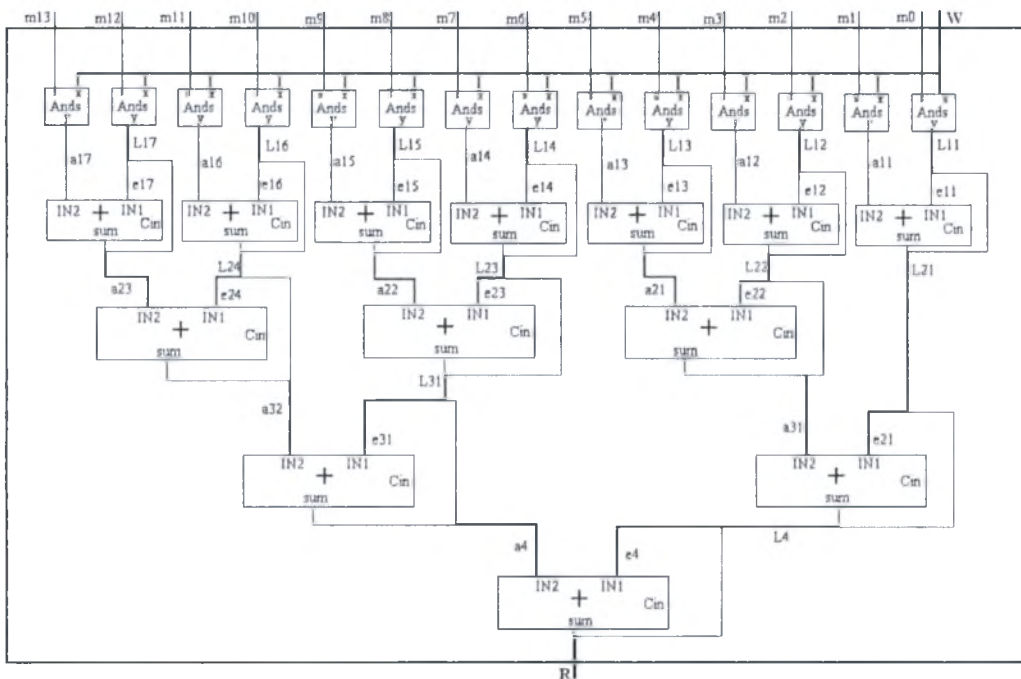 m13 m12 m11 m10 m9 m8 m7 m6 m5 m4 m3 m2 m1 m0 W
x x x x x x x x x x x x x x
Ands Ands Ands Ands Ands Ands Ands Ands Ands Ands Ands Ands Ands Ands
y y y y y y y
L17 L16 L15 L14 L13 L12 L11
a17 a16 a15 a14 a13 a12 a11
e17 e16 e15 e14 e13 e12 e11
IN2 + IN1 IN2 + IN1 IN2 + IN1 IN2 + IN1 IN2 + IN1 IN2 + IN1 IN2 + IN1
Cin Cin Cin Cin Cin Cin Cin
sum sum sum sum sum sum sum
L24 L23 L22 L21
a23 e24 a22 e23 a21 e22
IN2 + IN1 IN2 + IN1 IN2 + IN1
Cin Cin Cin
sum sum sum
L31
a32 e31 a31 e21
IN2 + IN1 IN2 + IN1
Cin Cin
sum sum
L4
a4 e4
IN2 + IN1
Cin
sum
R